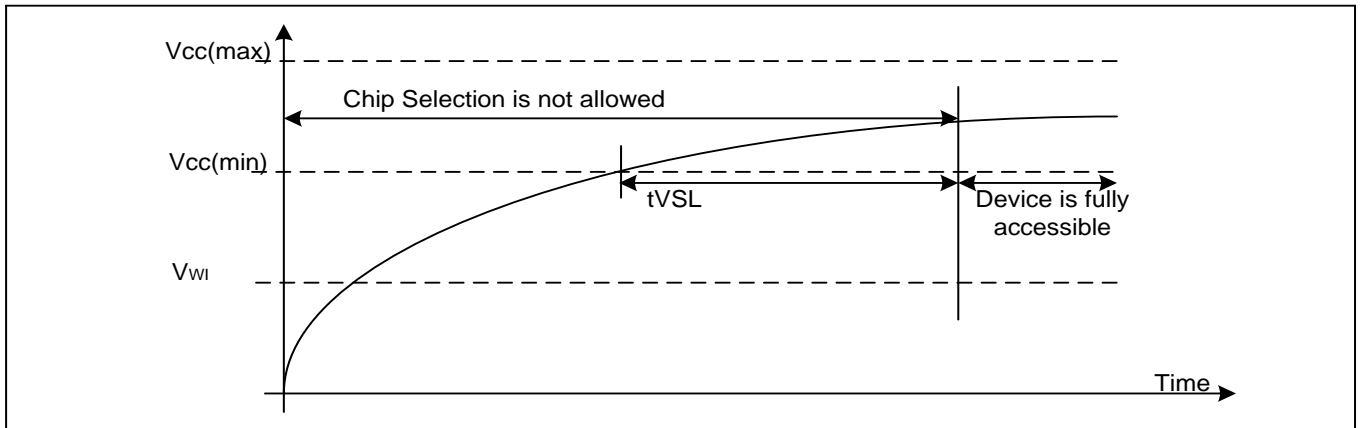 Vcc(max)
Chip Selection is not allowed
Vcc(min)
tVSL
Device is fully
accessible
VWI
Time